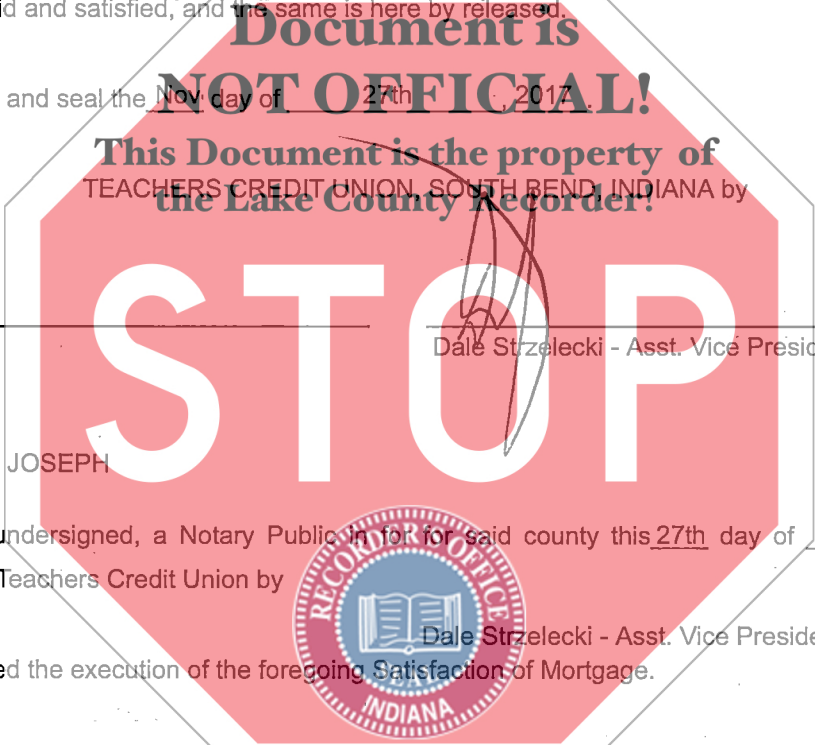 d and satisfied, and the same is here by released.
Document is
and seal the Nov day of 27th, 2017.
NOT OFFICIAL!
This Document is the property of
TEACHERS CREDIT UNION, SOUTH BEND, INDIANA by
the Lake County Recorder!
STOP
Dale Strzelecki - Asst. Vice Presid
JOSEPH
undersigned, a Notary Public in for for said county this 27th day of
Teachers Credit Union by
RECORDER'S OFFICE
Dale Strzelecki - Asst. Vice Preside
ed the execution of the foregoing Satisfaction of Mortgage.
SEAL
INDIANA